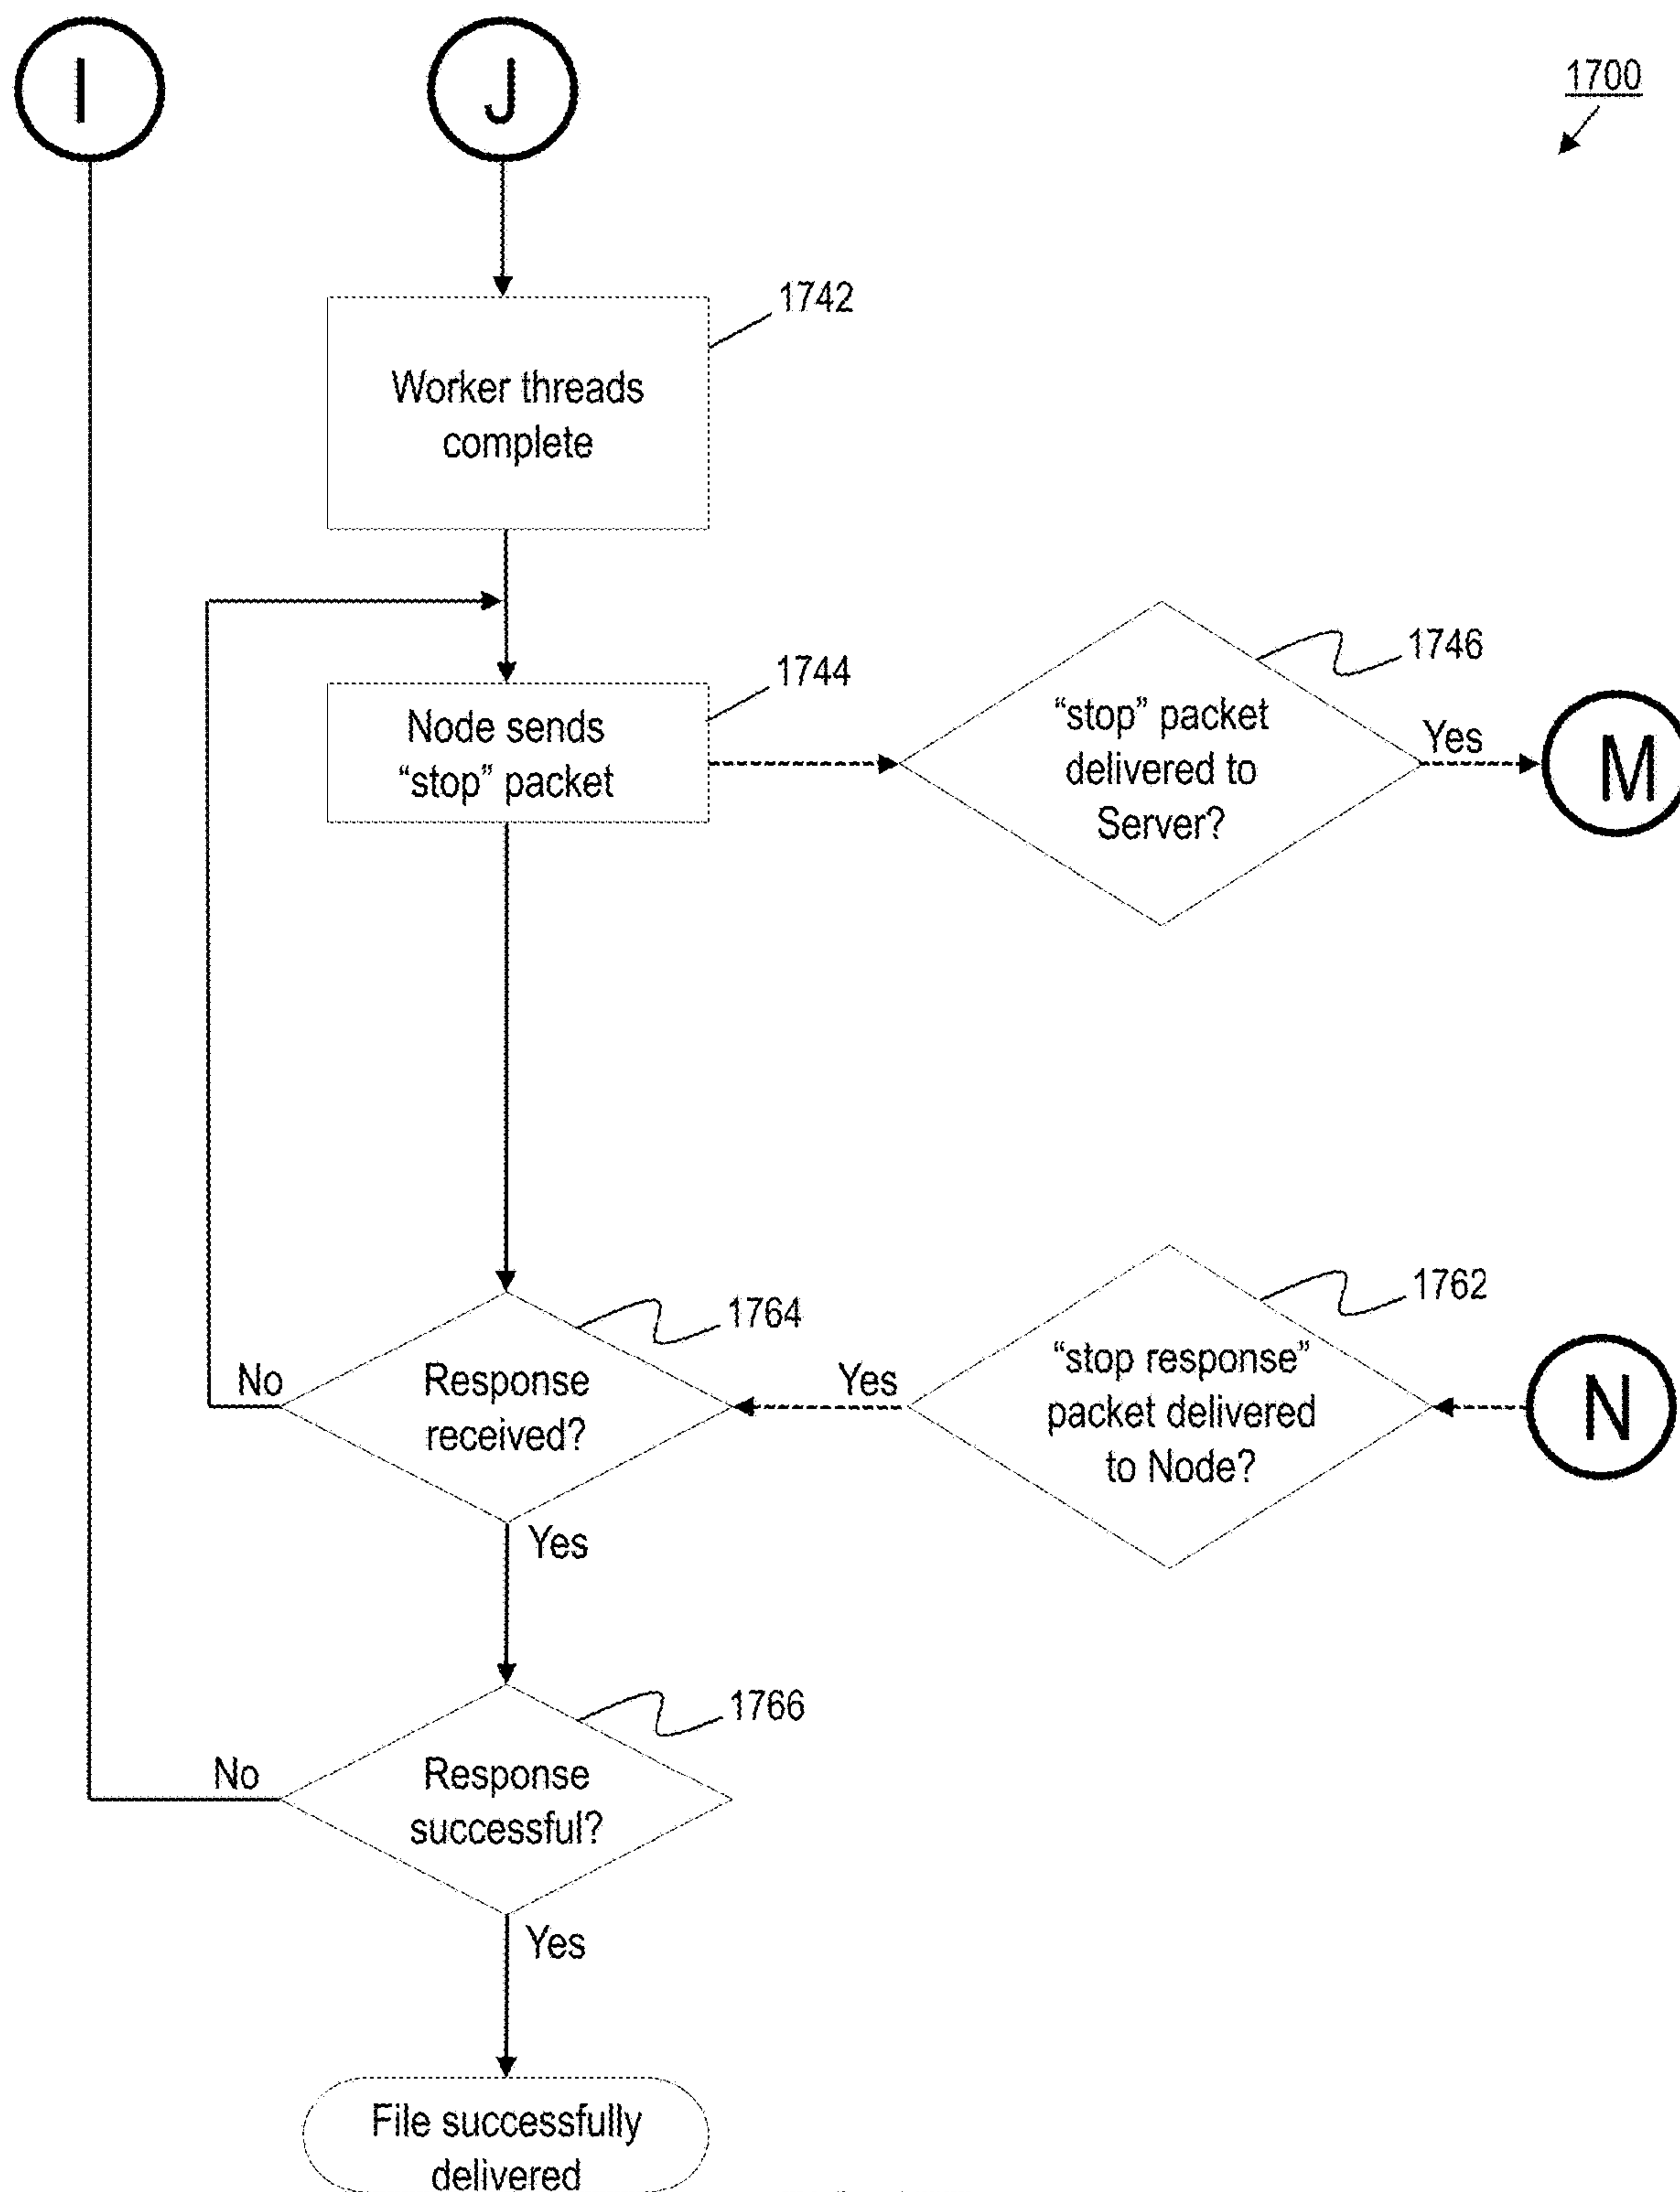 I
J
1700
1742
Worker threads
complete
1744
Node sends
“stop” packet
1746
“stop” packet
delivered to
Server?
Yes
M
1764
Response
received?
No
Yes
1762
“stop response”
packet delivered
to Node?
N
Yes
1766
Response
successful?
No
Yes
File successfully
delivered